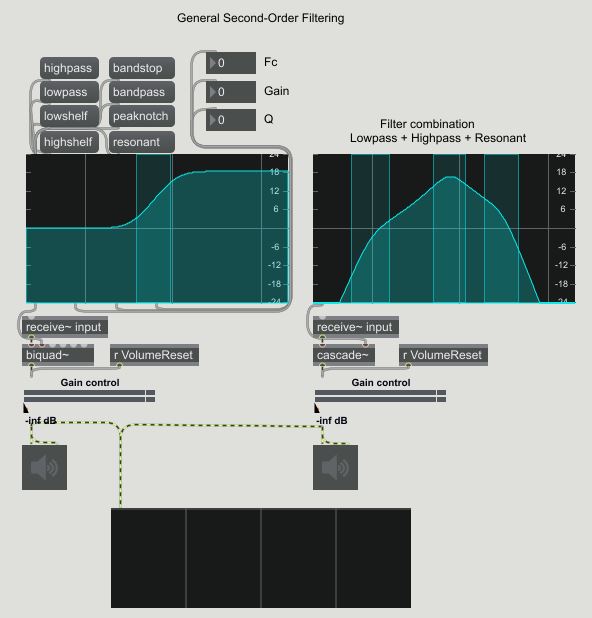 General Second-Order Filtering
highpass
bandstop
lowpass
bandpass
lowshelf
peaknotch
highshelf
resonant
0
Fc
0
Gain
0
Q
Filter combination
Lowpass + Highpass + Resonant
24
18
12
6
-6
-12
-18
-24
24
18
12
6
-6
-12
-18
-24
receive~ input
biquad~
r VolumeReset
Gain control
-inf dB
receive~ input
cascade~
r VolumeReset
Gain control
-inf dB